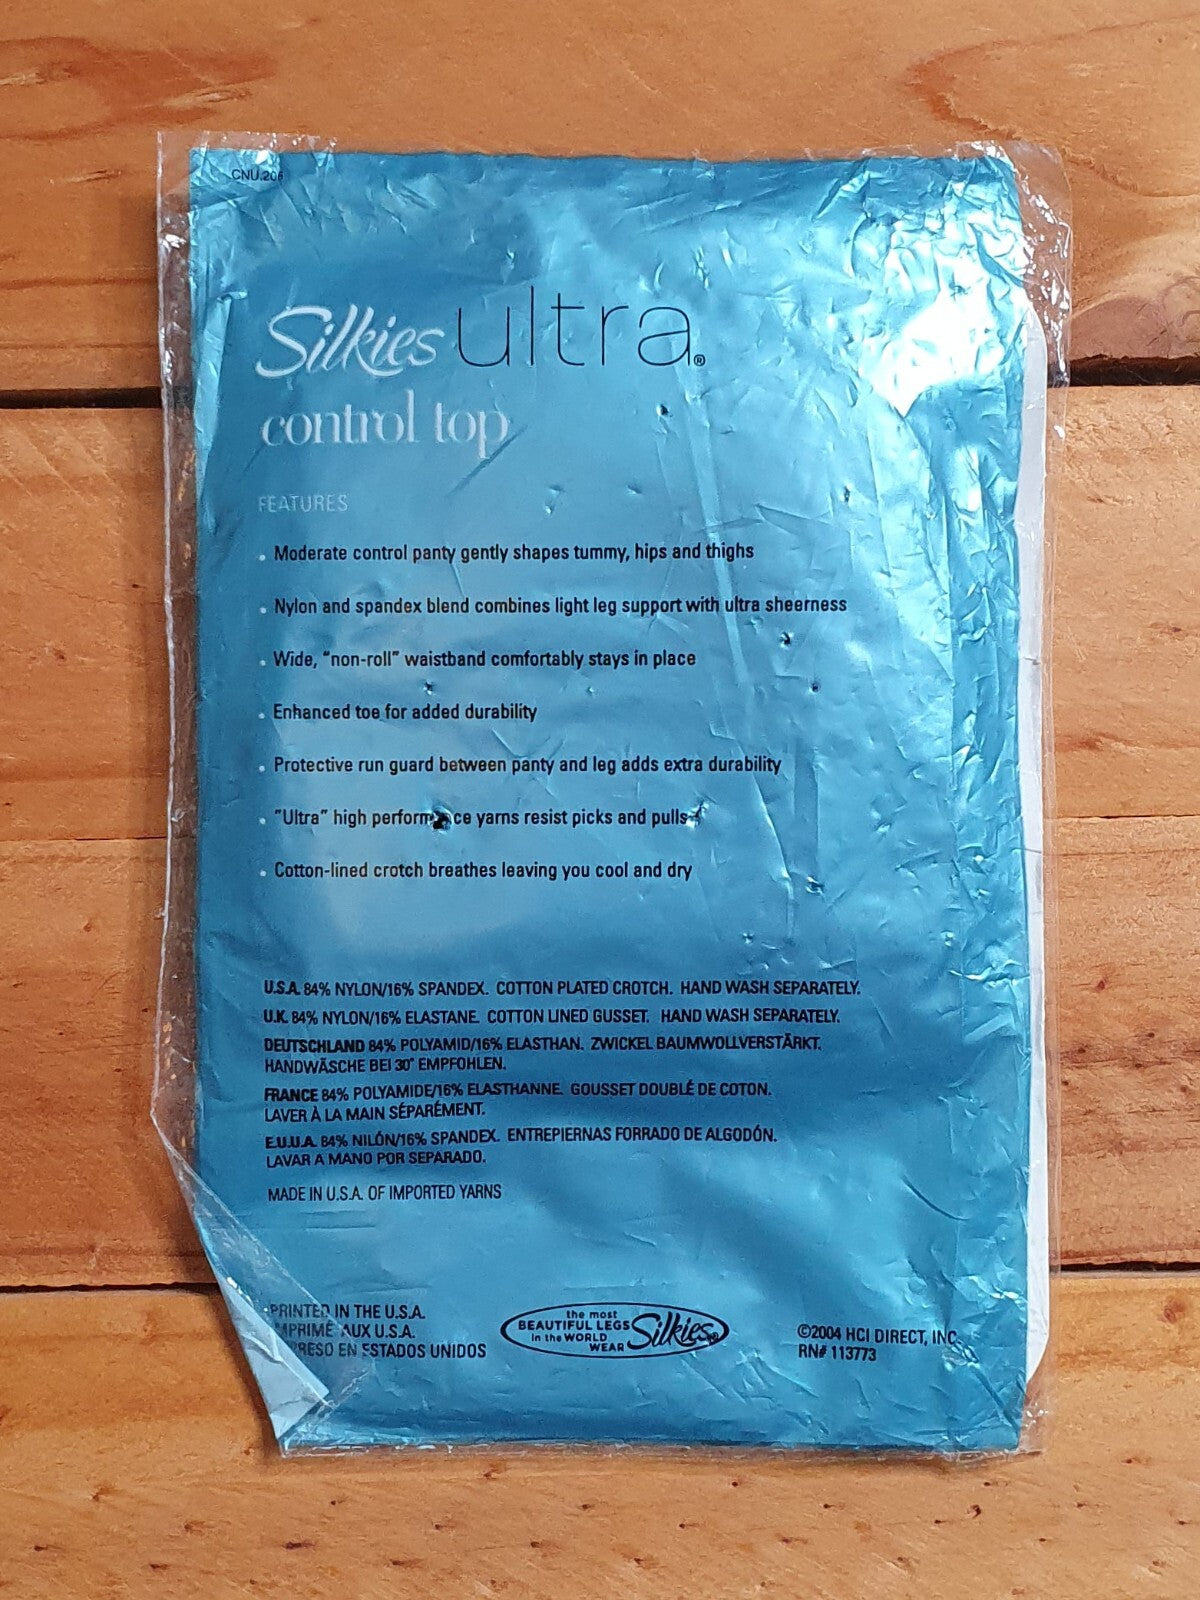 CNU.206
Silkies ultra®
control top
FEATURES
• Moderate control panty gently shapes tummy, hips and thighs
• Nylon and spandex blend combines light leg support with ultra sheerness
• Wide, “non-roll” waistband comfortably stays in place
• Enhanced toe for added durability
• Protective run guard between panty and leg adds extra durability
• "Ultra" high perform ce yarns resist picks and pulls
• Cotton-lined crotch breathes leaving you cool and dry
U.S.A. 84% NYLON/16% SPANDEX. COTTON PLATED CROTCH. HAND WASH SEPARATELY.
U.K. 84% NYLON/16% ELASTANE. COTTON LINED GUSSET. HAND WASH SEPARATELY.
DEUTSCHLAND 84% POLYAMID/16% ELASTHAN. ZWICKEL BAUMWOLLVERSTÄRKT.
HANDWÄSCHE BEI 30° EMPFOHLEN.
FRANCE 84% POLYAMIDE/16% ELASTHANNE. GOUSSET DOUBLÉ DE COTON.
LAVER À LA MAIN SÉPARÉMENT.
E.U.U.A. 84% NILÓN/16% SPANDEX. ENTREPIERNAS FORRADO DE ALGODÓN.
LAVAR A MANO POR SEPARADO.
MADE IN U.S.A. OF IMPORTED YARNS
PRINTED IN THE U.S.A.
MPRIMÉ AUX U.S.A.
RESO EN ESTADOS UNIDOS
the most
BEAUTIFUL LEGS
in the WORLD
WEAR Silkies®
©2004 HCI DIRECT, INC.
RN# 113773